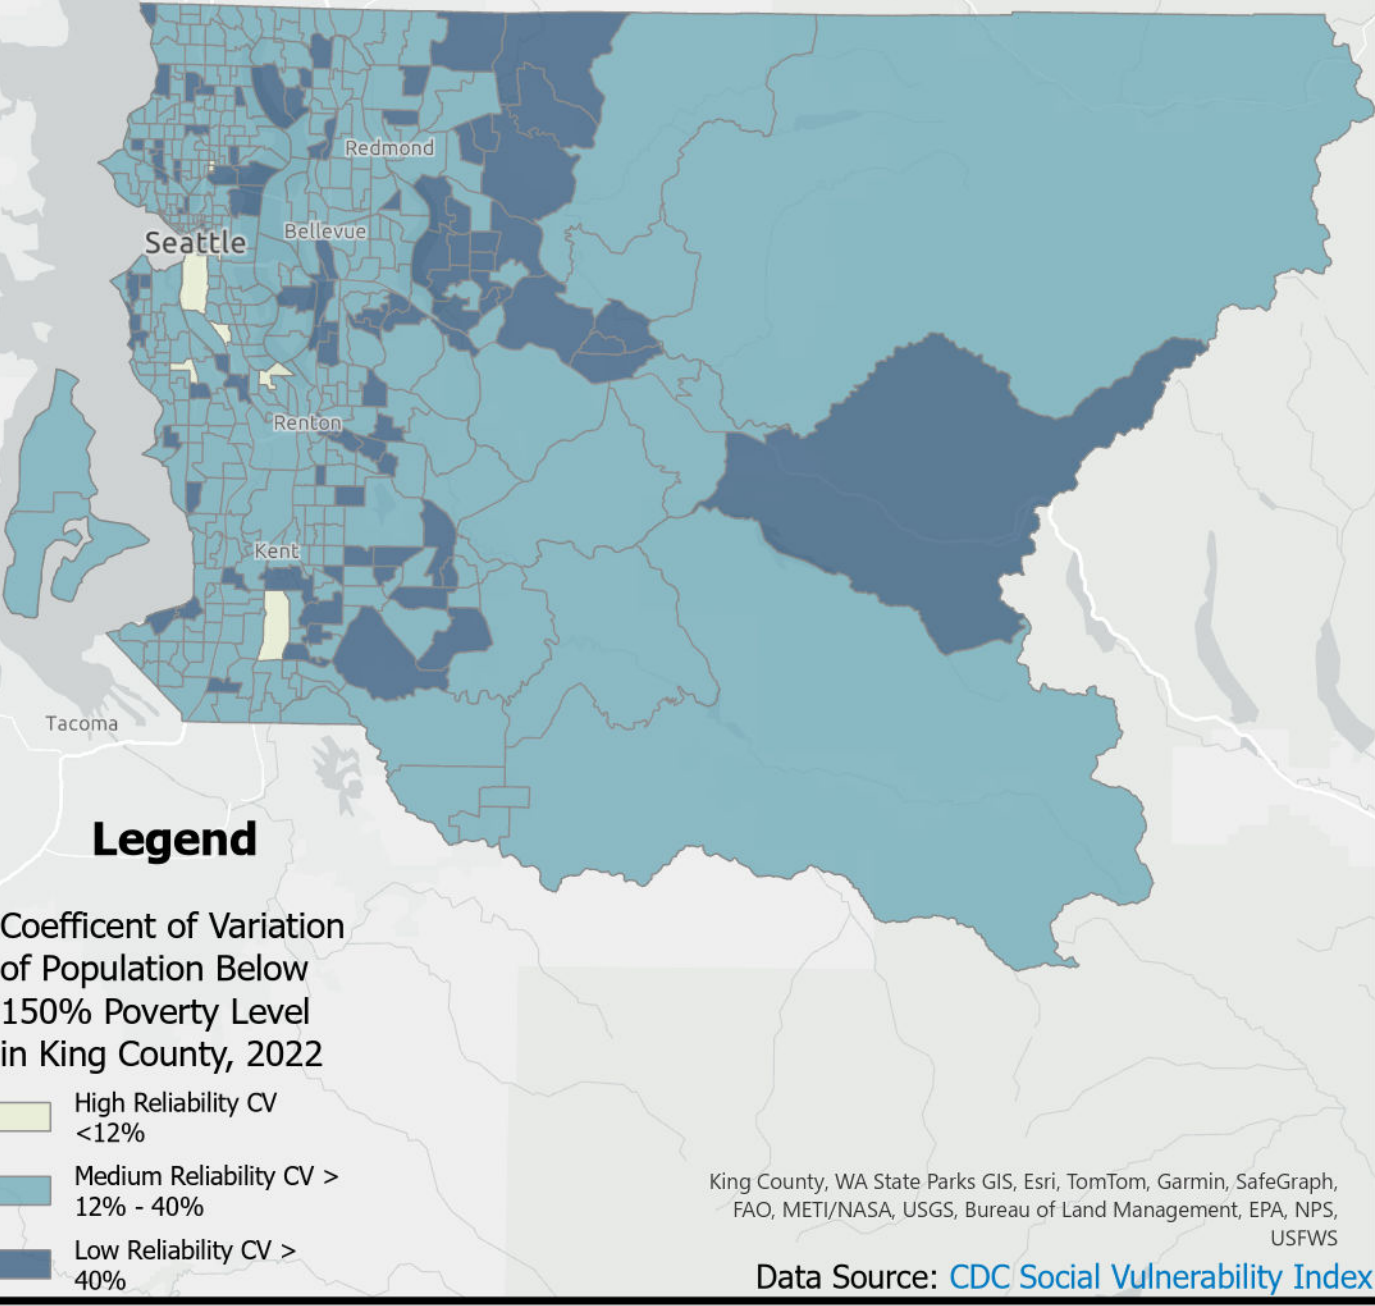 Redmond
Bellevue
Seattle
Renton
Kent
Tacoma
Legend
Coefficent of Variation
of Population Below
150% Poverty Level
in King County, 2022
High Reliability CV
<12%
Medium Reliability CV >
12% - 40%
Low Reliability CV >
40%
King County, WA State Parks GIS, Esri, TomTom, Garmin, SafeGraph,
FAO, METI/NASA, USGS, Bureau of Land Management, EPA, NPS,
USFWS
Data Source: CDC Social Vulnerability Index